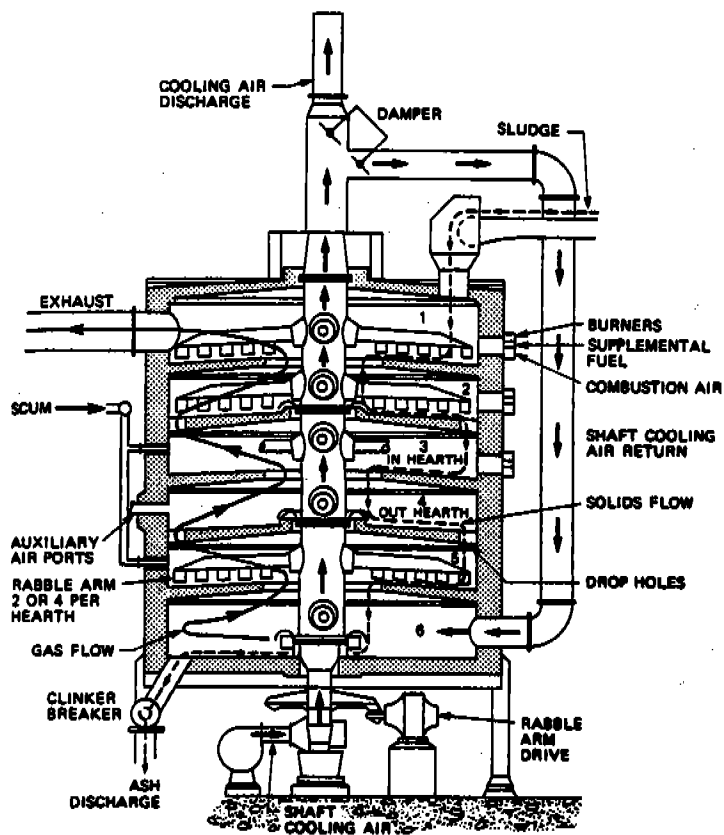 COOLING AIR
DISCHARGE
DAMPER
SLUDGE
EXHAUST
1
BURNERS
SUPPLEMENTAL
FUEL
COMBUSTION AIR
2
SCUM
3
IN HEARTH
SHAFT COOLING
AIR RETURN
4
OUT HEARTH
SOLIDS FLOW
AUXILIARY
AIR PORTS
5
RABBLE ARM
2 OR 4 PER
HEARTH
DROP HOLES
GAS FLOW
6
CLINKER
BREAKER
RABBLE
ARM
DRIVE
ASH
DISCHARGE
SHAFT
COOLING AIR